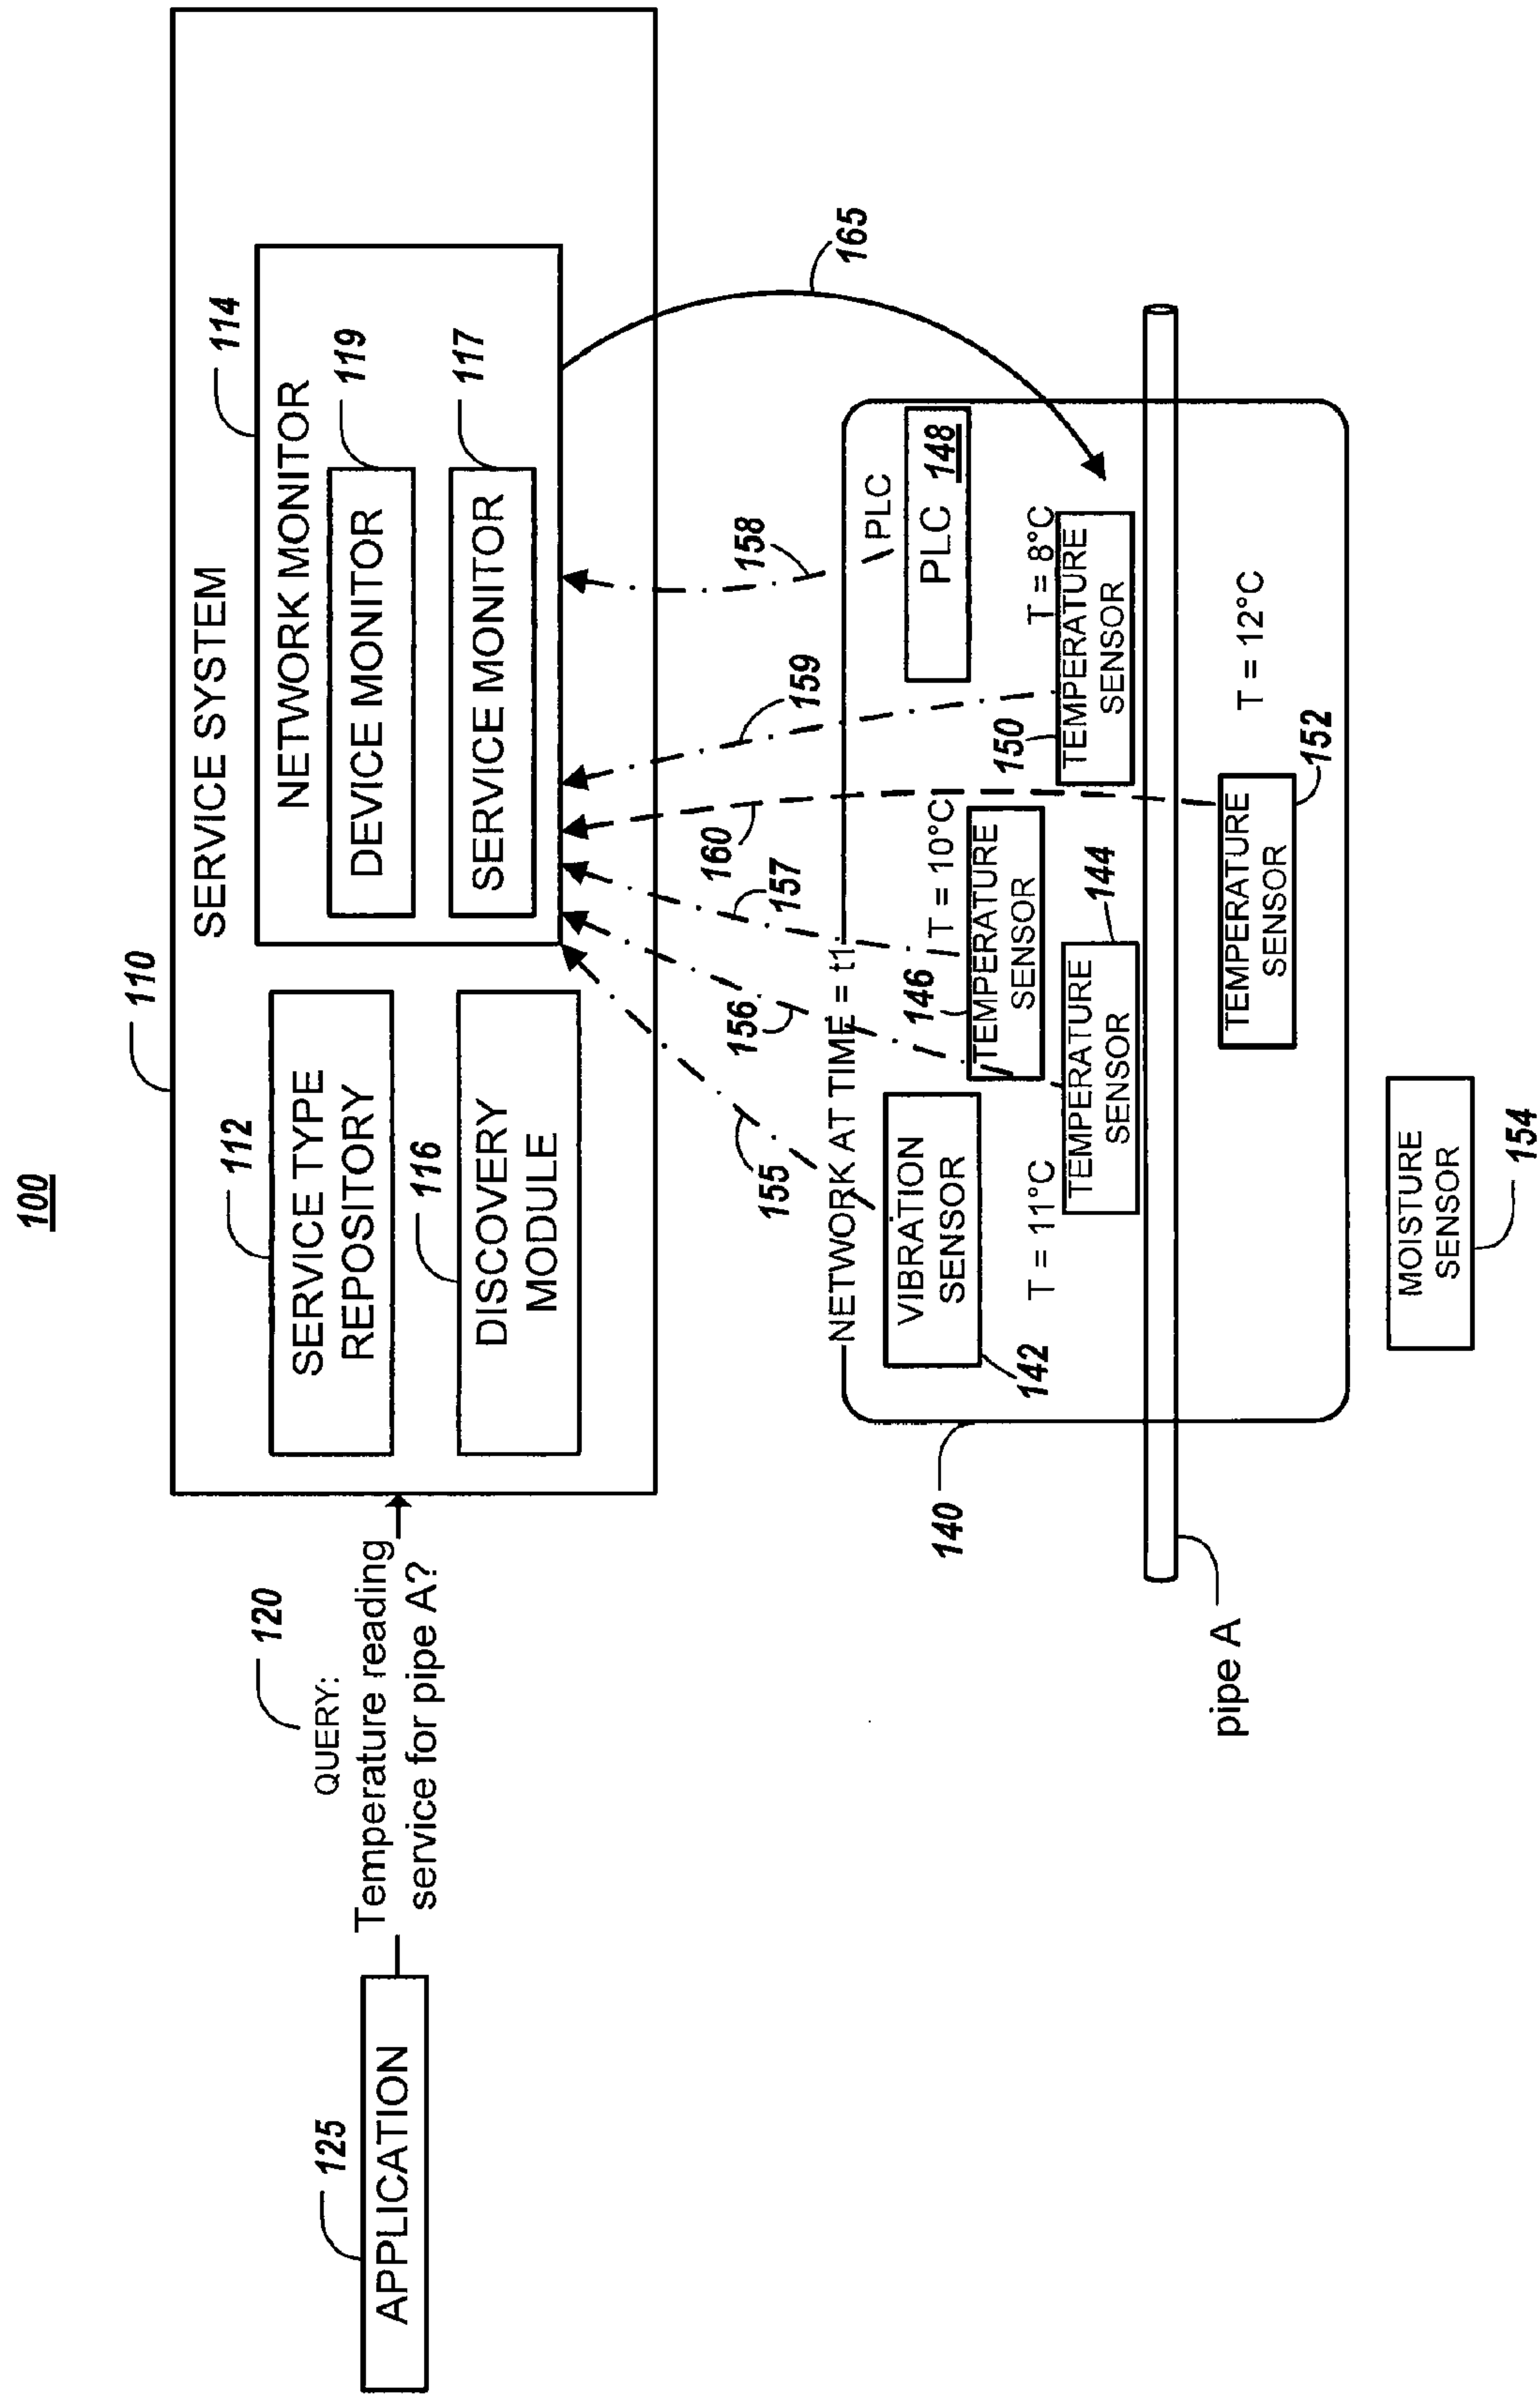 100
110
SERVICE SYSTEM
114
NETWORK MONITOR
112
SERVICE TYPE
REPOSITORY
DEVICE MONITOR
119
116
DISCOVERY
MODULE
SERVICE MONITOR
117
120
QUERY:
Temperature reading
service for pipe A?
125
APPLICATION
155
156
157
160
159
158
165
NETWORK AT TIME = t1
140
VIBRATION
SENSOR
142
146
T = 10°C
TEMPERATURE
SENSOR
PLC
PLC 148
T = 11°C
TEMPERATURE
SENSOR
144
150
T = 8°C
TEMPERATURE
SENSOR
pipe A
TEMPERATURE
SENSOR
152
T = 12°C
MOISTURE
SENSOR
154